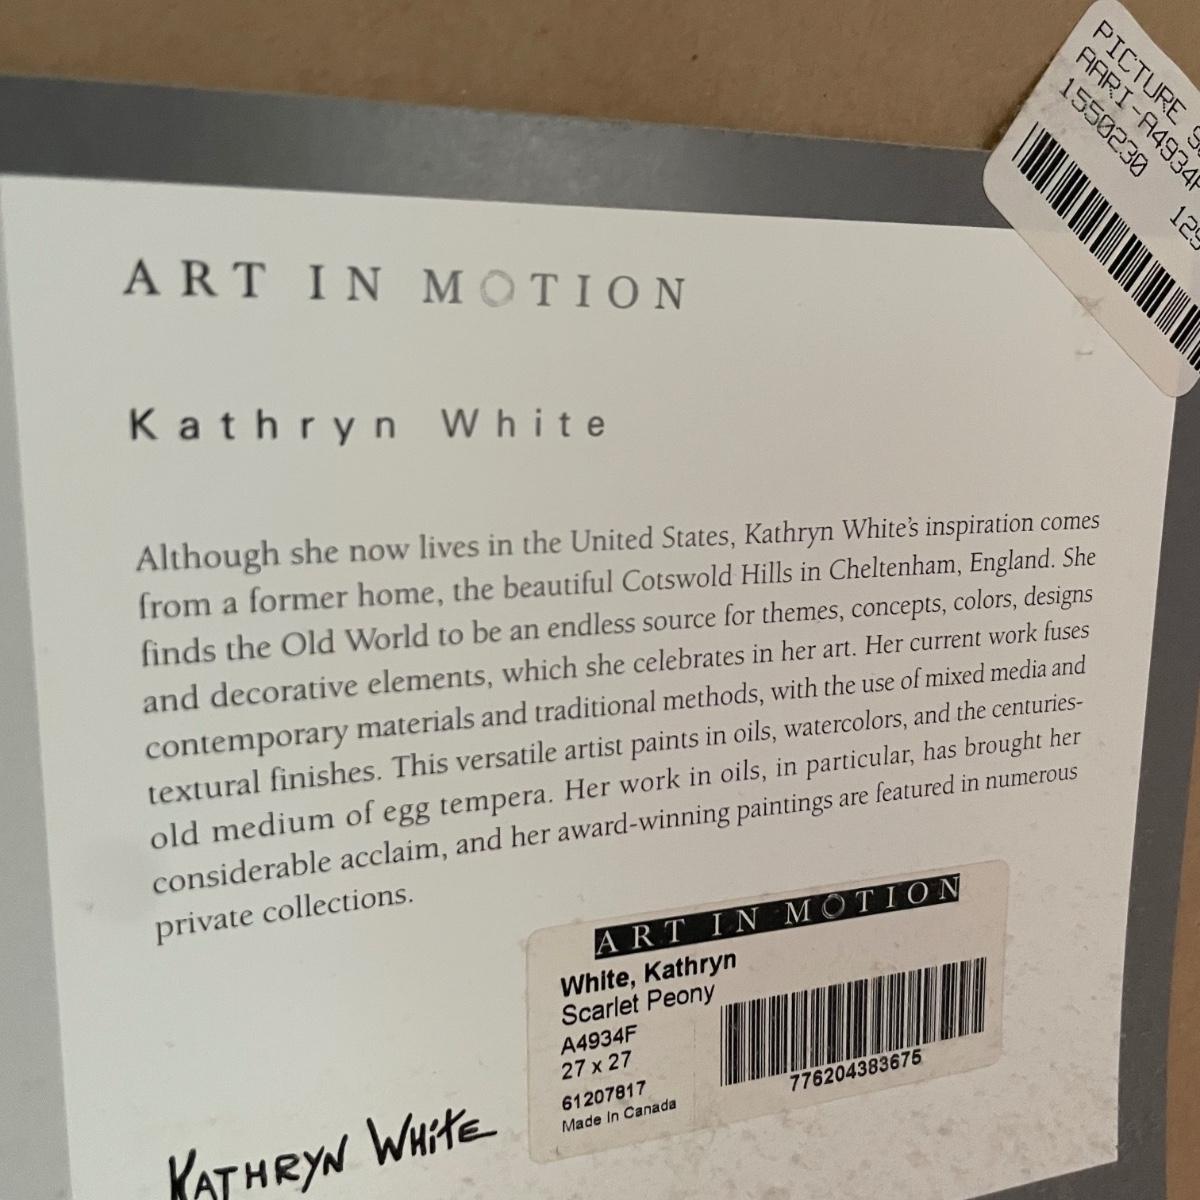 PICTURE
AARI-A4934F
1550230
ART IN MOTION
Kathryn White
Although she now lives in the United States, Kathryn White's inspiration comes
from a former home, the beautiful Cotswold Hills in Cheltenham, England. She
finds the Old World to be an endless source for themes, concepts, colors, designs
and decorative elements, which she celebrates in her art. Her current work fuses
contemporary materials and traditional methods, with the use of mixed media and
textural finishes. This versatile artist paints in oils, watercolors, and the centuries-
old medium of egg tempera. Her work in oils, in particular, has brought her
considerable acclaim, and her award-winning paintings are featured in numerous
private collections.
ART IN MOTION
White, Kathryn
Scarlet Peony
A4934F
27 x 27
61207817
Made In Canada
776204383675
KATHRYN WHITE